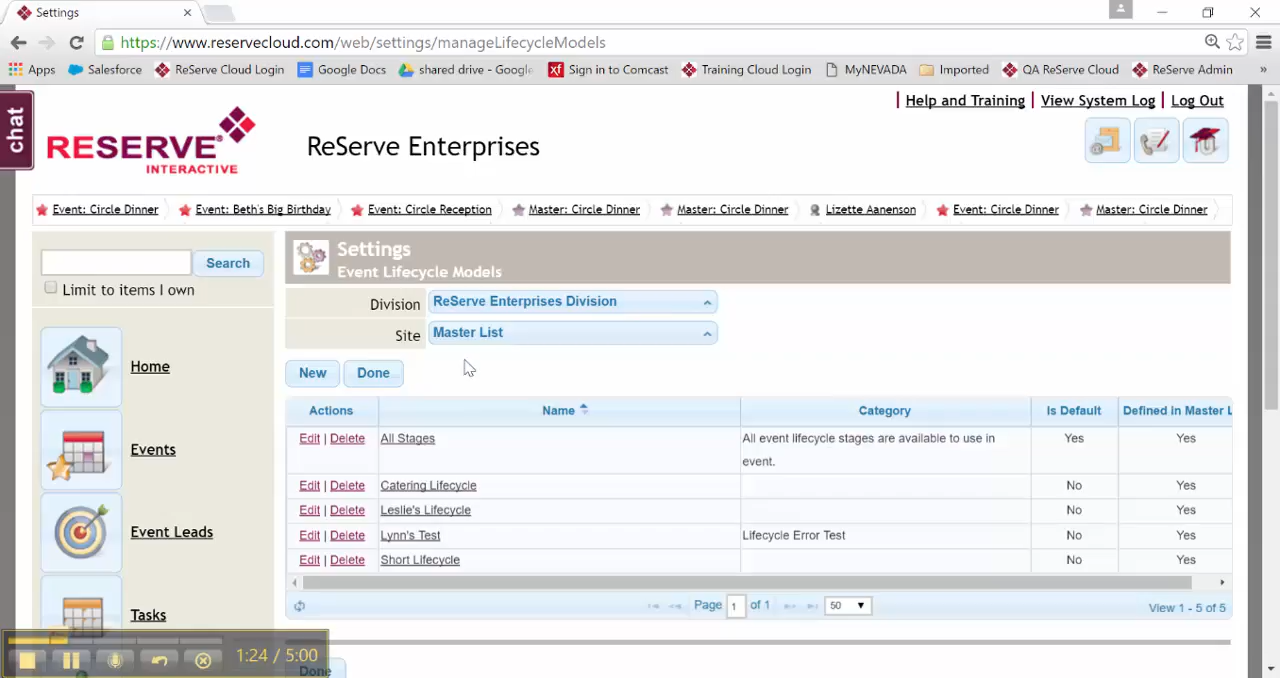 Settings
https://www.reservecloud.com/web/settings/manageLifecycleModels
Apps Salesforce ReServe Cloud Login Google Docs shared drive - Google Sign in to Comcast Training Cloud Login MyNEVADA Imported QA ReServe Cloud ReServe Admin »
chat
Help and Training View System Log Log Out
RESERVE
INTERACTIVE
ReServe Enterprises
Event: Circle Dinner Event: Beth's Big Birthday Event: Circle Reception Master: Circle Dinner Master: Circle Dinner Lizette Aanenson Event: Circle Dinner Master: Circle Dinner
Search
Limit to items I own
Home
Events
Event Leads
Tasks
Settings
Event Lifecycle Models
Division ReServe Enterprises Division
Site Master List
New Done
Actions Name Category Is Default Defined in Master L
Edit | Delete All Stages All event lifecycle stages are available to use in event. Yes Yes
Edit | Delete Catering Lifecycle No Yes
Edit | Delete Leslie's Lifecycle No Yes
Edit | Delete Lynn's Test Lifecycle Error Test No Yes
Edit | Delete Short Lifecycle No Yes
Page 1 of 1 50 View 1 - 5 of 5
Done
1:24 / 5:00